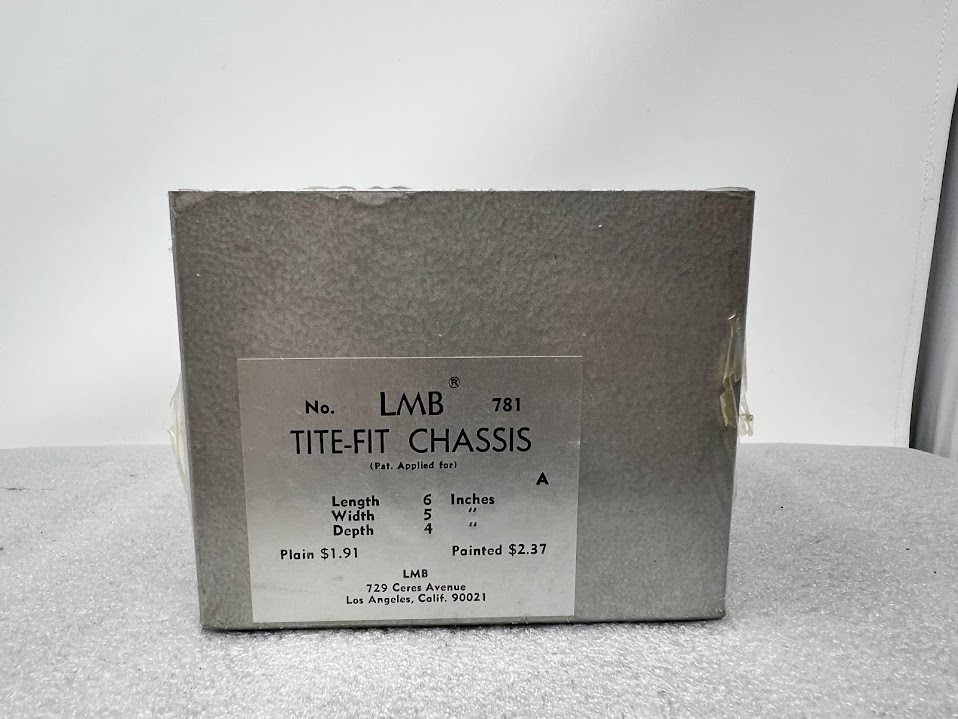 No. LMB® 781
TITE-FIT CHASSIS
(Pat. Applied for)
A
Length 6 Inches
Width 5 "
Depth 4 "
Plain $1.91 Painted $2.37
LMB
729 Ceres Avenue
Los Angeles, Calif. 90021